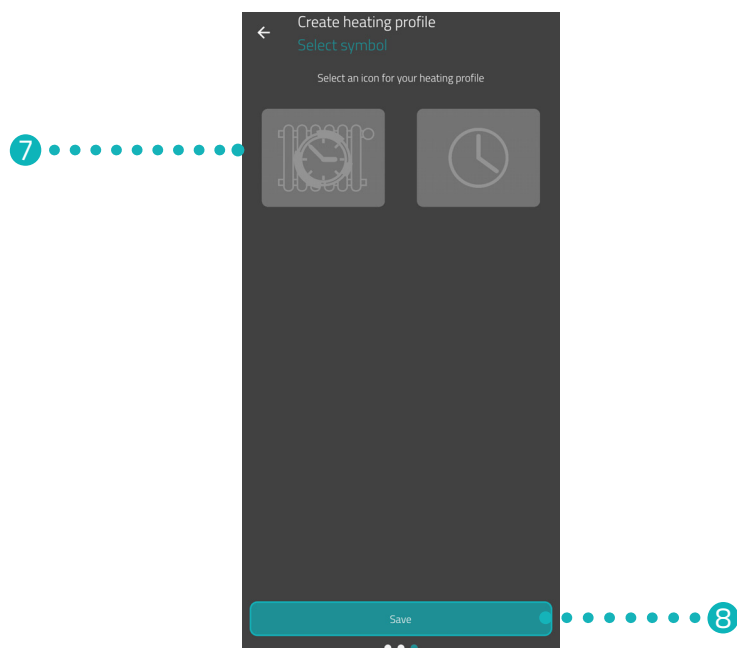 Create heating profile
Select symbol
Select an icon for your heating profile
7
Save
8